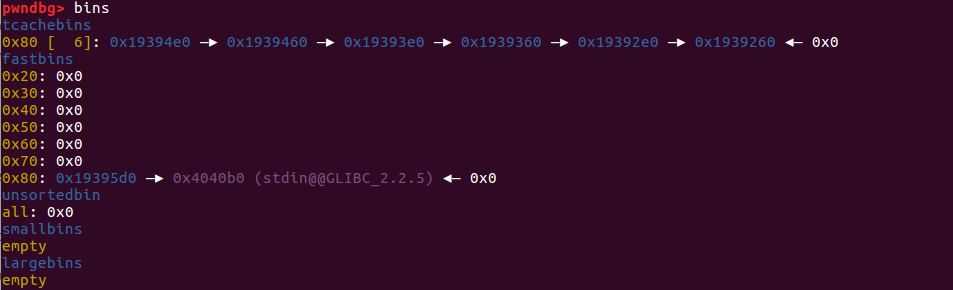 pwndbg> bins
tcachebins
0x80 [  6]: 0x19394e0 —▸ 0x1939460 —▸ 0x19393e0 —▸ 0x1939360 —▸ 0x19392e0 —▸ 0x1939260 ◂— 0x0
fastbins
0x20: 0x0
0x30: 0x0
0x40: 0x0
0x50: 0x0
0x60: 0x0
0x70: 0x0
0x80: 0x19395d0 —▸ 0x4040b0 (stdin@@GLIBC_2.2.5) ◂— 0x0
unsortedbin
all: 0x0
smallbins
empty
largebins
empty